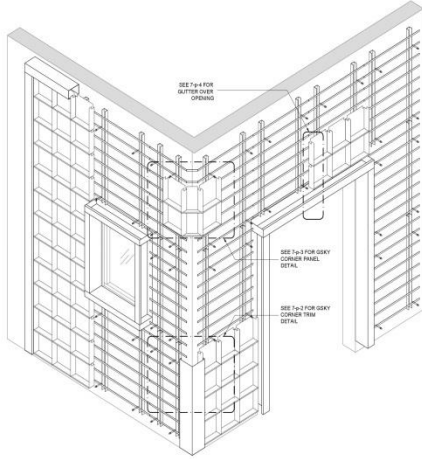 SEE 7-p-4 FOR
GUTTER OVER
OPENING
SEE 7-p-3 FOR GSKY
CORNER PANEL
DETAIL
SEE 7-p-2 FOR GSKY
CORNER TRIM
DETAIL